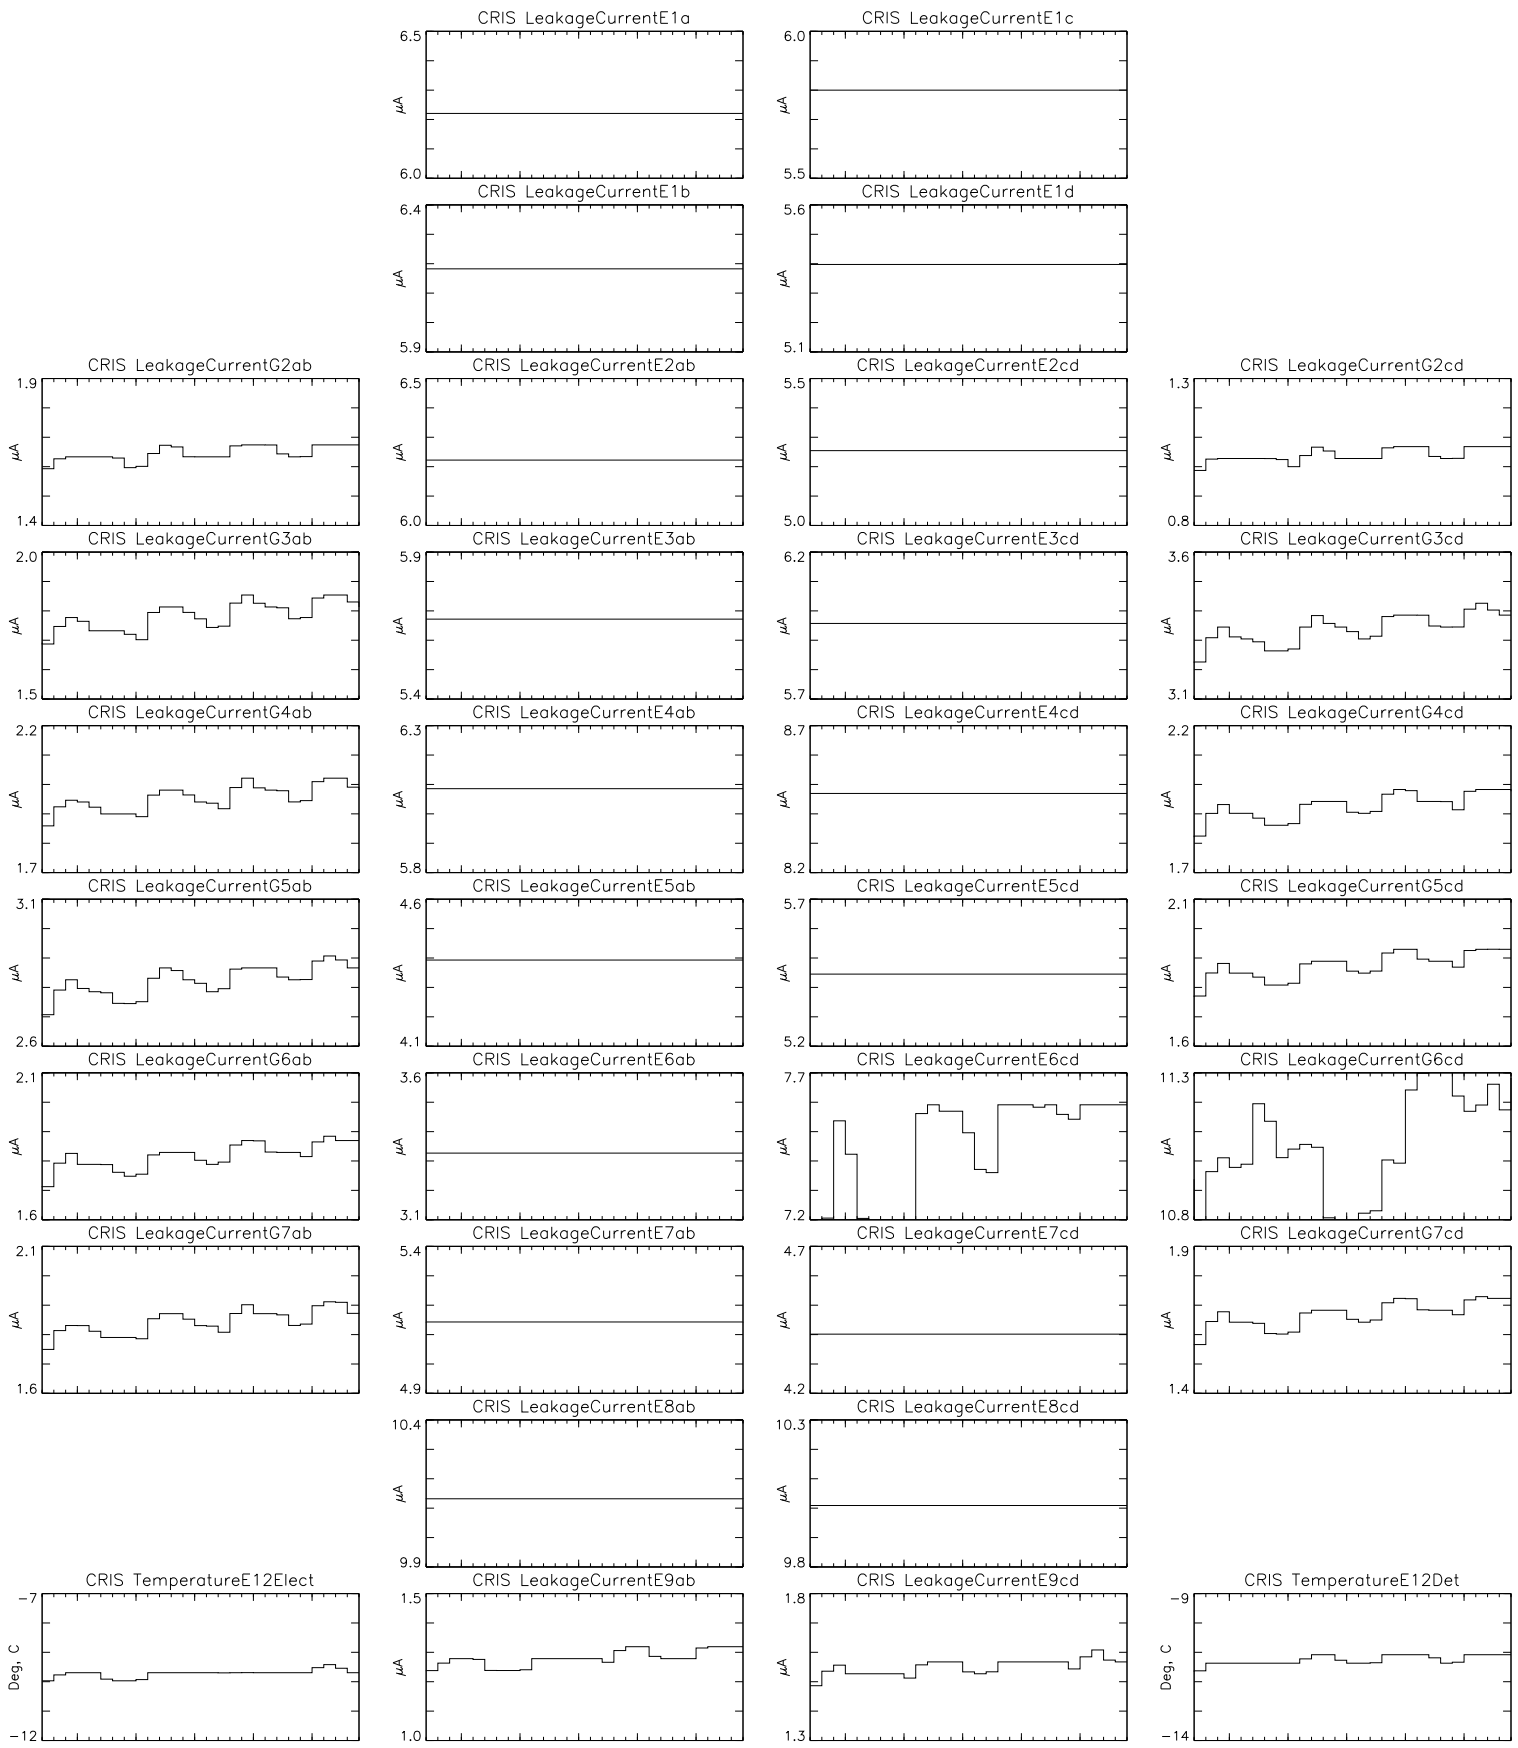 CRIS LeakageCurrentE1a
6.5
μA
6.0
CRIS LeakageCurrentE1c
6.0
μA
5.5
CRIS LeakageCurrentE1b
6.4
μA
5.9
CRIS LeakageCurrentE1d
5.6
μA
5.1
CRIS LeakageCurrentG2ab
1.9
μA
1.4
CRIS LeakageCurrentE2ab
6.5
μA
6.0
CRIS LeakageCurrentE2cd
5.5
μA
5.0
CRIS LeakageCurrentG2cd
1.3
μA
0.8
CRIS LeakageCurrentG3ab
2.0
μA
1.5
CRIS LeakageCurrentE3ab
5.9
μA
5.4
CRIS LeakageCurrentE3cd
6.2
μA
5.7
CRIS LeakageCurrentG3cd
3.6
μA
3.1
CRIS LeakageCurrentG4ab
2.2
μA
1.7
CRIS LeakageCurrentE4ab
6.3
μA
5.8
CRIS LeakageCurrentE4cd
8.7
μA
8.2
CRIS LeakageCurrentG4cd
2.2
μA
1.7
CRIS LeakageCurrentG5ab
3.1
μA
2.6
CRIS LeakageCurrentE5ab
4.6
μA
4.1
CRIS LeakageCurrentE5cd
5.7
μA
5.2
CRIS LeakageCurrentG5cd
2.1
μA
1.6
CRIS LeakageCurrentG6ab
2.1
μA
1.6
CRIS LeakageCurrentE6ab
3.6
μA
3.1
CRIS LeakageCurrentE6cd
7.7
μA
7.2
CRIS LeakageCurrentG6cd
11.3
μA
10.8
CRIS LeakageCurrentG7ab
2.1
μA
1.6
CRIS LeakageCurrentE7ab
5.4
μA
4.9
CRIS LeakageCurrentE7cd
4.7
μA
4.2
CRIS LeakageCurrentG7cd
1.9
μA
1.4
CRIS LeakageCurrentE8ab
10.4
μA
9.9
CRIS LeakageCurrentE8cd
10.3
μA
9.8
CRIS TemperatureE12Elect
-7
Deg, C
-12
CRIS LeakageCurrentE9ab
1.5
μA
1.0
CRIS LeakageCurrentE9cd
1.8
μA
1.3
CRIS TemperatureE12Det
-9
Deg, C
-14